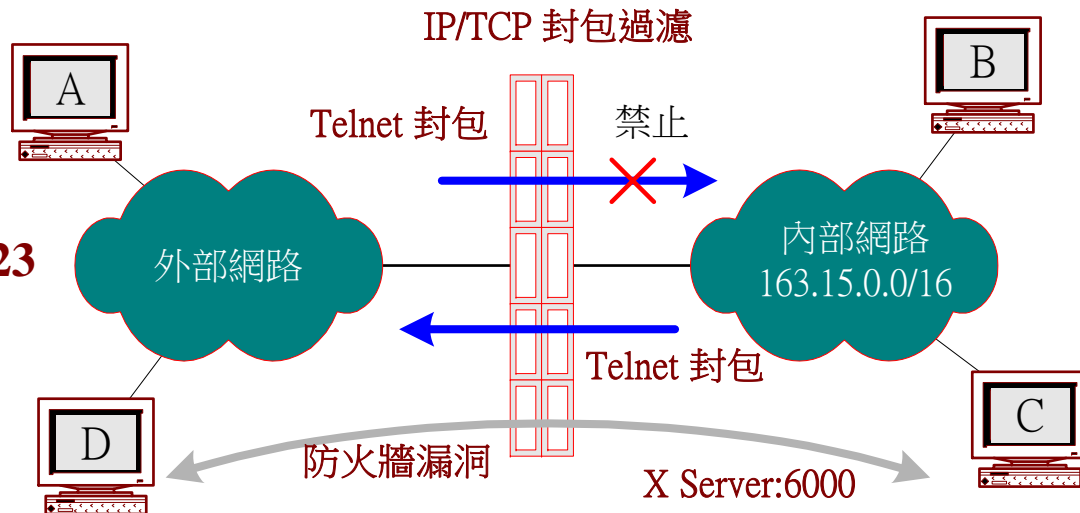 IP/TCP 封包過濾
A
B
Telnet 封包
禁止
23
外部網路
內部網路
163.15.0.0/16
Telnet 封包
D
防火牆漏洞
C
X Server:6000